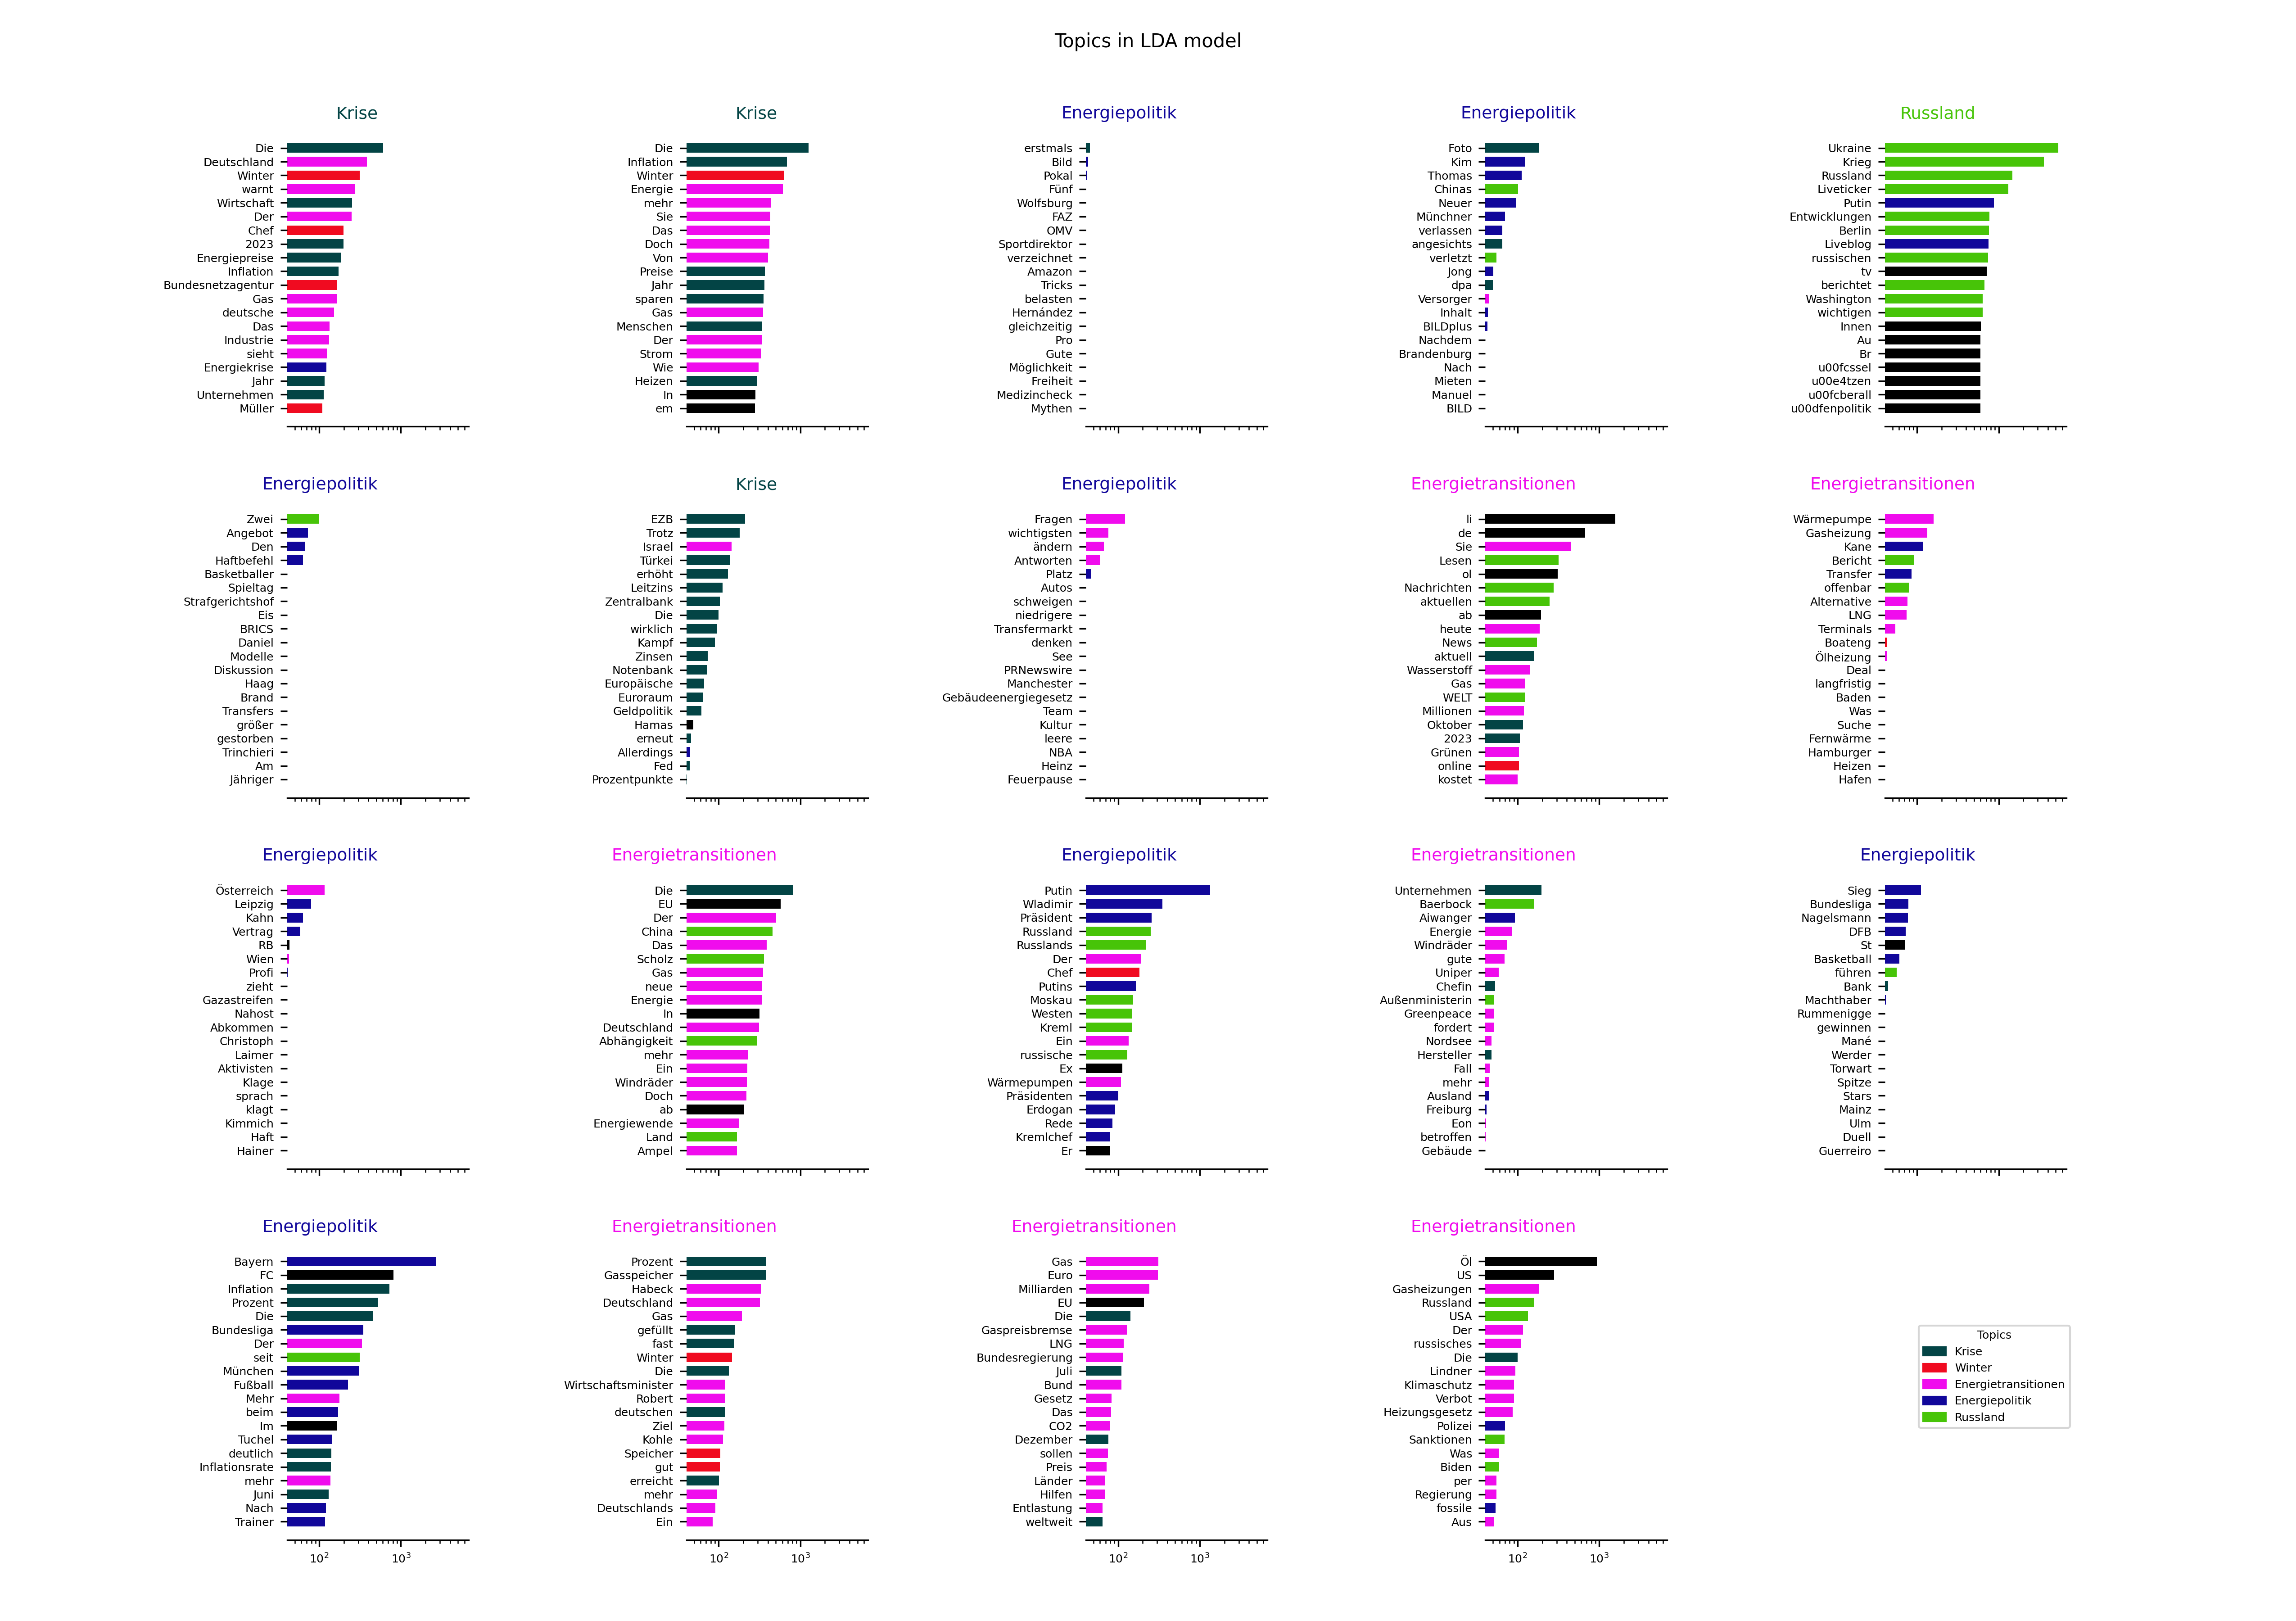 Topics in LDA model
Krise
Die
Deutschland
Winter
warnt
Wirtschaft
Der
Chef
2023
Energiepreise
Inflation
Bundesnetzagentur
Gas
deutsche
Das
Industrie
sieht
Energiekrise
Jahr
Unternehmen
Müller
Krise
Die
Inflation
Winter
Energie
mehr
Sie
Das
Doch
Von
Preise
Jahr
sparen
Gas
Menschen
Der
Strom
Wie
Heizen
In
em
Energiepolitik
erstmals
Bild
Pokal
Fünf
Wolfsburg
FAZ
OMV
Sportdirektor
verzeichnet
Amazon
Tricks
belasten
Hernández
gleichzeitig
Pro
Gute
Möglichkeit
Freiheit
Medizincheck
Mythen
Energiepolitik
Foto
Kim
Thomas
Chinas
Neuer
Münchner
verlassen
angesichts
verletzt
Jong
dpa
Versorger
Inhalt
BILDplus
Nachdem
Brandenburg
Nach
Mieten
Manuel
BILD
Russland
Ukraine
Krieg
Russland
Liveticker
Putin
Entwicklungen
Berlin
Liveblog
russischen
tv
berichtet
Washington
wichtigen
Innen
Au
Br
u00fcssel
u00e4tzen
u00fcberall
u00dfenpolitik
Energiepolitik
Zwei
Angebot
Den
Haftbefehl
Basketballer
Spieltag
Strafgerichtshof
Eis
BRICS
Daniel
Modelle
Diskussion
Haag
Brand
Transfers
größer
gestorben
Trinchieri
Am
Jähriger
Krise
EZB
Trotz
Israel
Türkei
erhöht
Leitzins
Zentralbank
Die
wirklich
Kampf
Zinsen
Notenbank
Europäische
Euroraum
Geldpolitik
Hamas
erneut
Allerdings
Fed
Prozentpunkte
Energiepolitik
Fragen
wichtigsten
ändern
Antworten
Platz
Autos
schweigen
niedrigere
Transfermarkt
denken
See
PRNewswire
Manchester
Gebäudeenergiegesetz
Team
Kultur
leere
NBA
Heinz
Feuerpause
Energietransitionen
li
de
Sie
Lesen
ol
Nachrichten
aktuellen
ab
heute
News
aktuell
Wasserstoff
Gas
WELT
Millionen
Oktober
2023
Grünen
online
kostet
Energietransitionen
Wärmepumpe
Gasheizung
Kane
Bericht
Transfer
offenbar
Alternative
LNG
Terminals
Boateng
Ölheizung
Deal
langfristig
Baden
Was
Suche
Fernwärme
Hamburger
Heizen
Hafen
Energiepolitik
Österreich
Leipzig
Kahn
Vertrag
RB
Wien
Profi
zieht
Gazastreifen
Nahost
Abkommen
Christoph
Laimer
Aktivisten
Klage
sprach
klagt
Kimmich
Haft
Hainer
Energietransitionen
Die
EU
Der
China
Das
Scholz
Gas
neue
Energie
In
Deutschland
Abhängigkeit
mehr
Ein
Windräder
Doch
ab
Energiewende
Land
Ampel
Energiepolitik
Putin
Wladimir
Präsident
Russland
Russlands
Der
Chef
Putins
Moskau
Westen
Kreml
Ein
russische
Ex
Wärmepumpen
Präsidenten
Erdogan
Rede
Kremlchef
Er
Energietransitionen
Unternehmen
Baerbock
Aiwanger
Energie
Windräder
gute
Uniper
Chefin
Außenministerin
Greenpeace
fordert
Nordsee
Hersteller
Fall
mehr
Ausland
Freiburg
Eon
betroffen
Gebäude
Energiepolitik
Sieg
Bundesliga
Nagelsmann
DFB
St
Basketball
führen
Bank
Machthaber
Rummenigge
gewinnen
Mané
Werder
Torwart
Spitze
Stars
Mainz
Ulm
Duell
Guerreiro
Energiepolitik
Bayern
FC
Inflation
Prozent
Die
Bundesliga
Der
seit
München
Fußball
Mehr
beim
Im
Tuchel
deutlich
Inflationsrate
mehr
Juni
Nach
Trainer
10² 10³
Energietransitionen
Prozent
Gasspeicher
Habeck
Deutschland
Gas
gefüllt
fast
Winter
Die
Wirtschaftsminister
Robert
deutschen
Ziel
Kohle
Speicher
gut
erreicht
mehr
Deutschlands
Ein
10² 10³
Energietransitionen
Gas
Euro
Milliarden
EU
Die
Gaspreisbremse
LNG
Bundesregierung
Juli
Bund
Gesetz
Das
CO2
Dezember
sollen
Preis
Länder
Hilfen
Entlastung
weltweit
10² 10³
Energietransitionen
Öl
US
Gasheizungen
Russland
USA
Der
russisches
Die
Lindner
Klimaschutz
Verbot
Heizungsgesetz
Polizei
Sanktionen
Was
Biden
per
Regierung
fossile
Aus
10² 10³
Topics
Krise
Winter
Energietransitionen
Energiepolitik
Russland